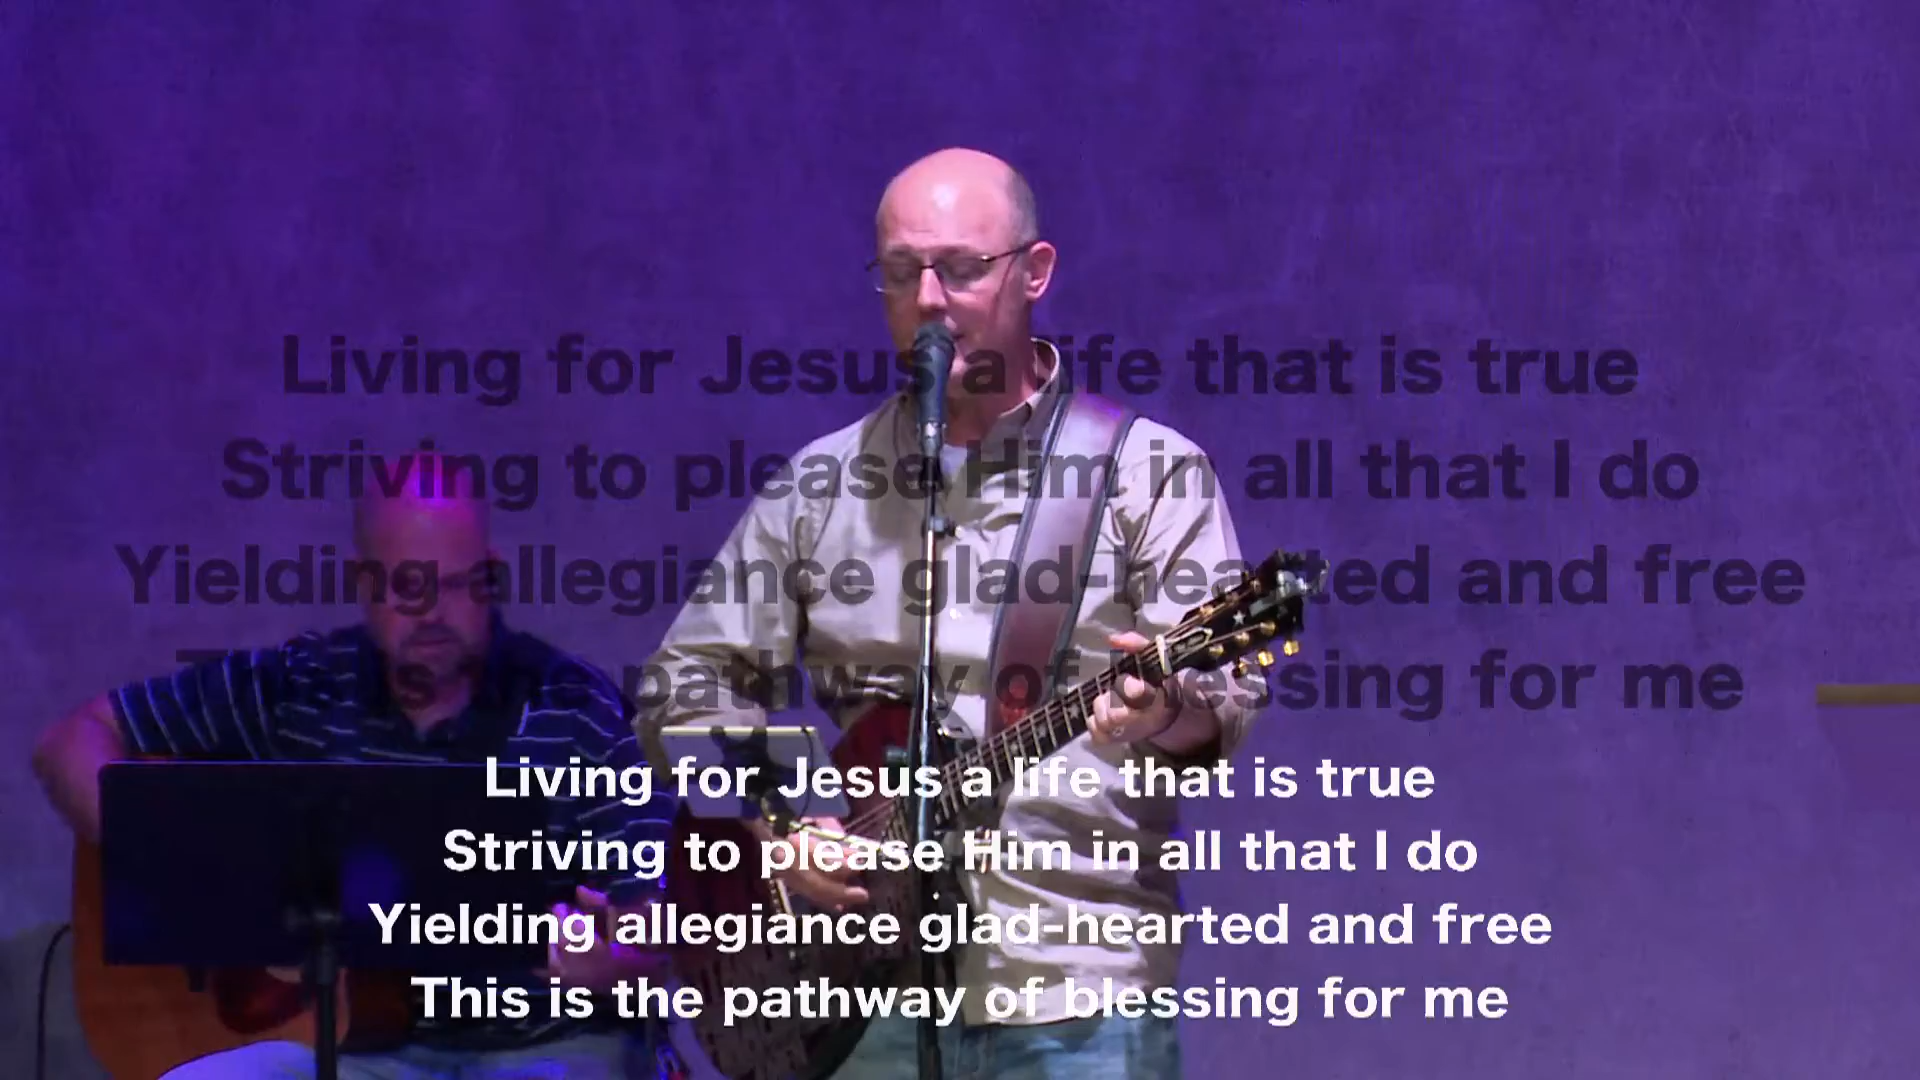 Living for Jesus a life that is true
Striving to please Him in all that I do
Yielding allegiance glad-hearted and free
This is the pathway of blessing for me
Living for Jesus a life that is true
Striving to please Him in all that I do
Yielding allegiance glad-hearted and free
This is the pathway of blessing for me